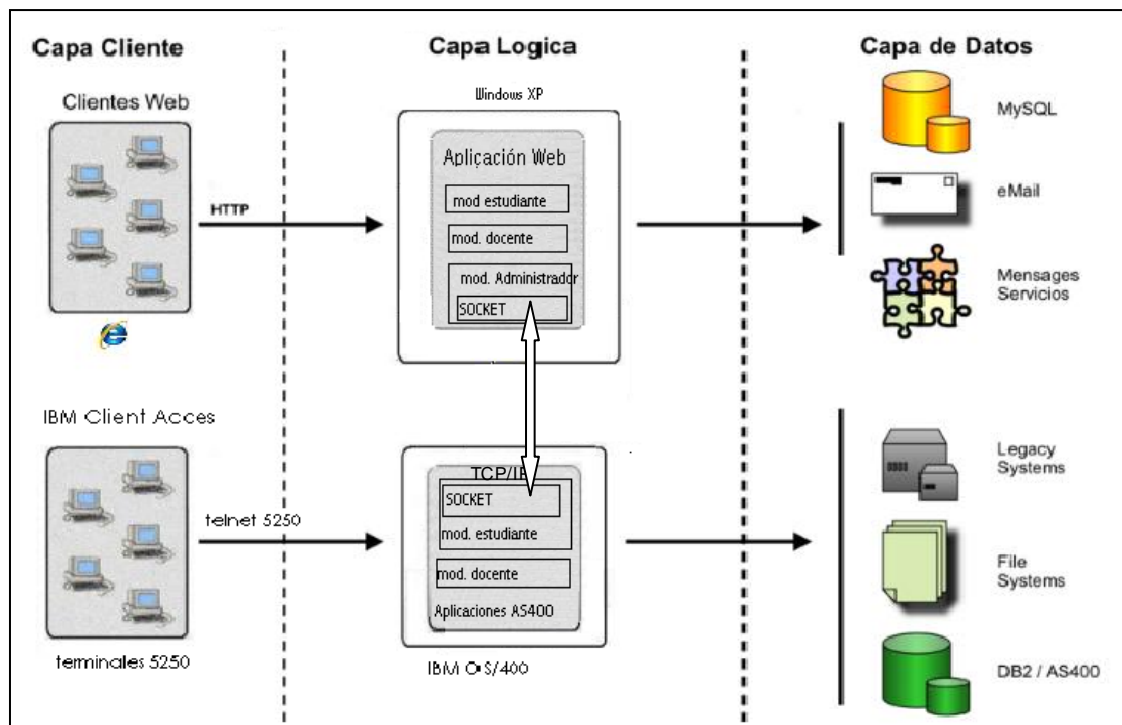 Capa Cliente
Capa Logica
Capa de Datos
Clientes Web
HTTP
Windows XP
Aplicación Web
mod estudiante
mod. docente
mod. Administrador
SOCKET
MySQL
eMail
Mensages
Servicios
IBM Client Acces
telnet 5250
terminales 5250
TCP/IP
SOCKET
mod. estudiante
mod. docente
Aplicaciones AS400
IBM OS/400
Legacy
Systems
File
Systems
DB2 / AS400